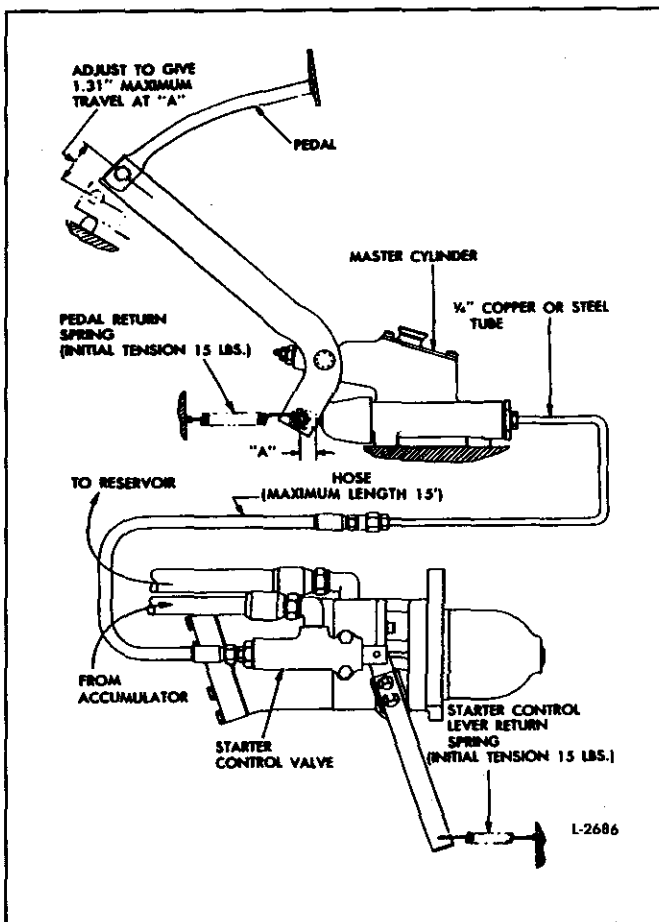 ADJUST TO GIVE
1.31" MAXIMUM
TRAVEL AT "A"
PEDAL
MASTER CYLINDER
¼" COPPER OR STEEL
TUBE
PEDAL RETURN
SPRING
(INITIAL TENSION 15 LBS.)
"A"
TO RESERVOIR
HOSE
(MAXIMUM LENGTH 15')
FROM
ACCUMULATOR
STARTER
CONTROL VALVE
STARTER CONTROL
LEVER RETURN
SPRING
(INITIAL TENSION 15 LBS.)
L-2686